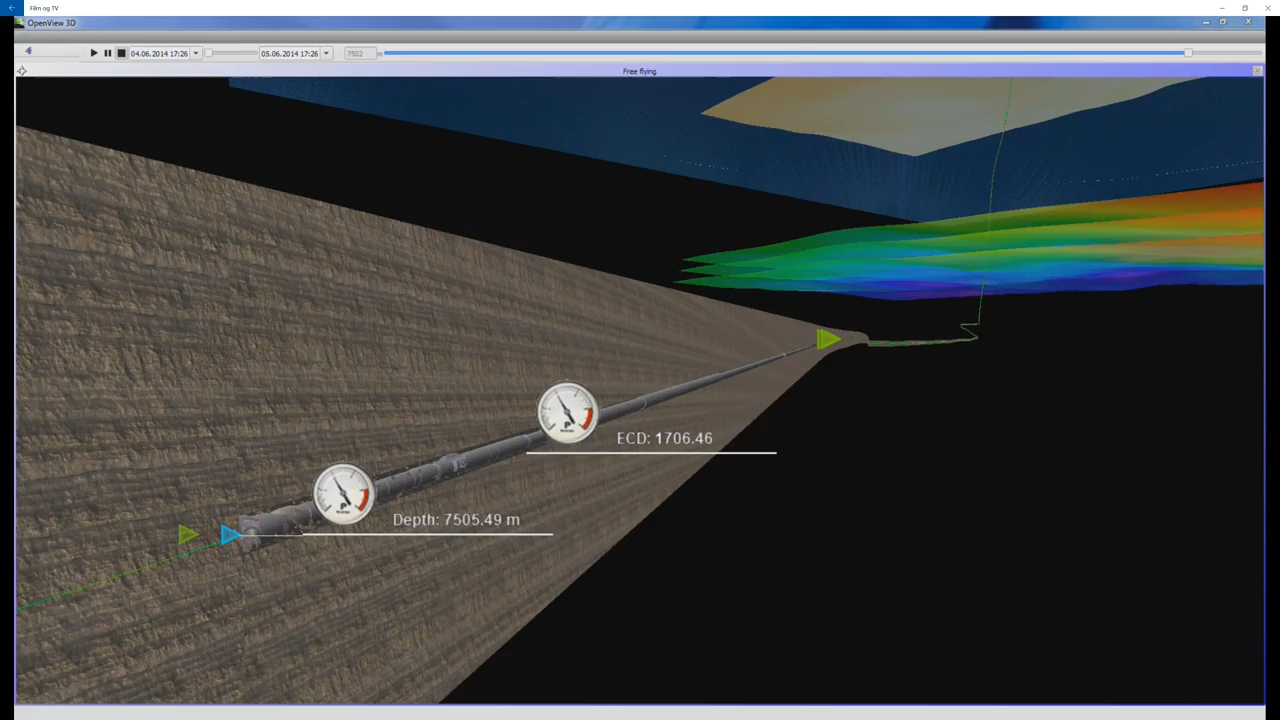 Film og TV
OpenView 3D
04.06.2014 17:26
05.06.2014 17:26
7502
Free flying
ECD: 1706.46
P
Depth: 7505.49 m
P